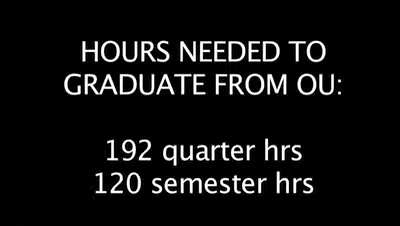 HOURS NEEDED TO
GRADUATE FROM OU:
192 quarter hrs
120 semester hrs